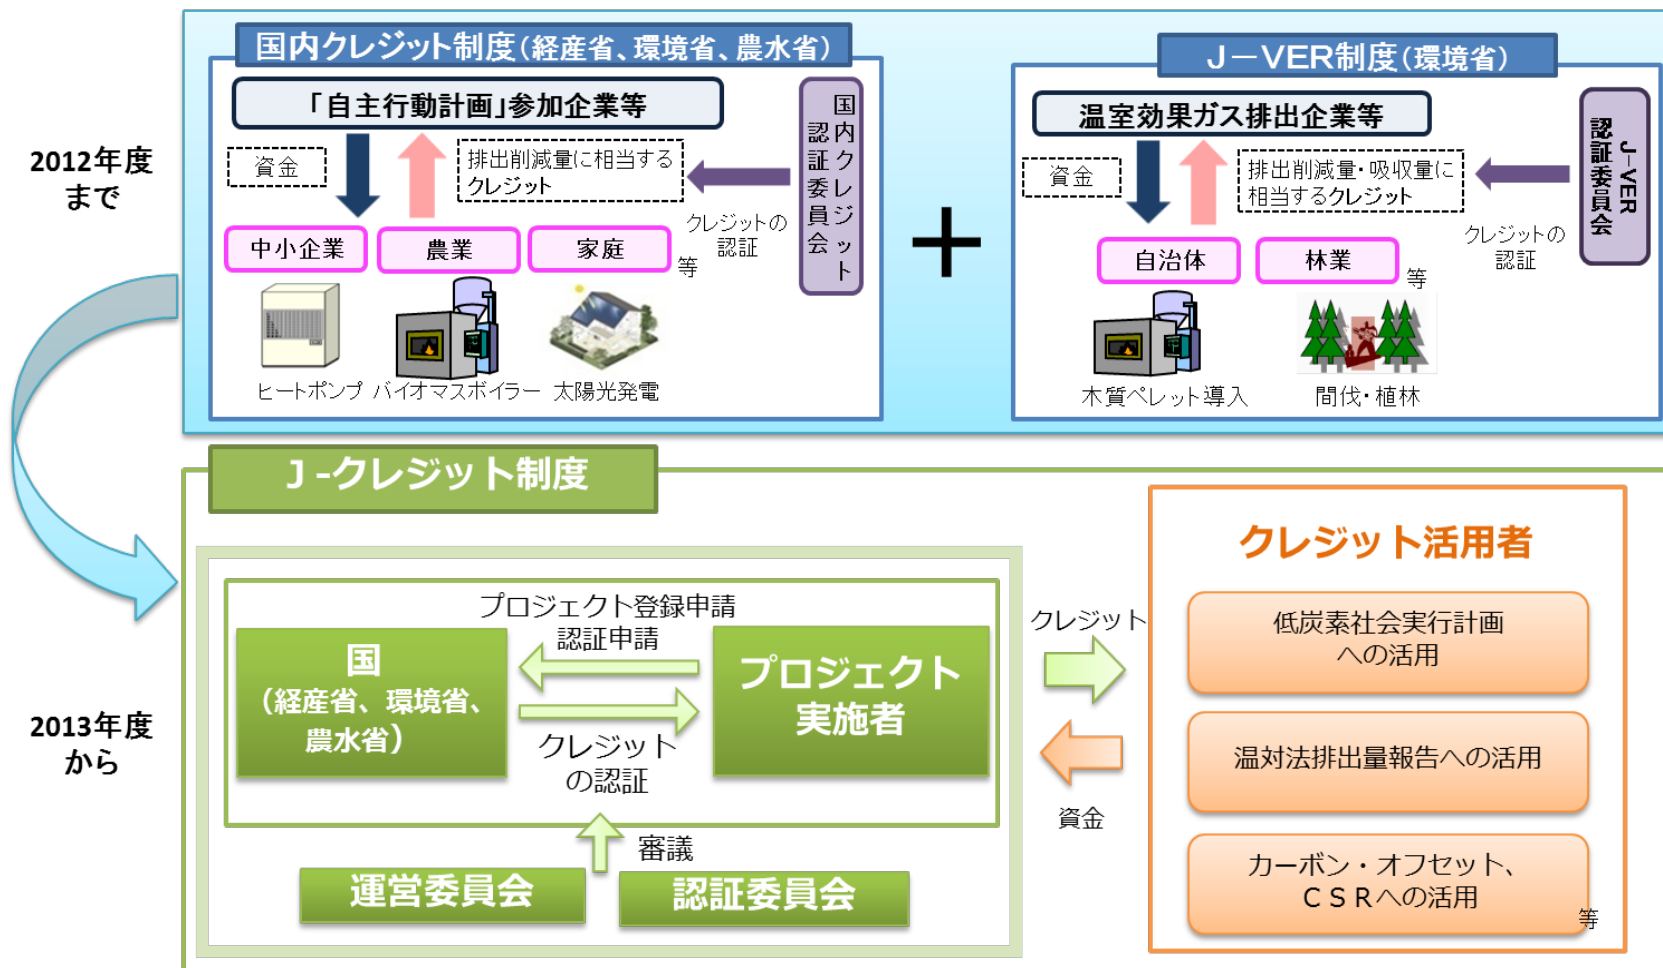 国内クレジット制度(経産省、環境省、農水省)
「自主行動計画」参加企業等
資金
排出削減量に相当する
クレジット
国内クレジット
認証委員会
クレジットの
認証
中小企業
農業
家庭
等
ヒートポンプ
バイオマスボイラー
太陽光発電
2012年度
まで
+
J-VER制度(環境省)
温室効果ガス排出企業等
資金
排出削減量・吸収量に
相当するクレジット
J-VER
認証委員会
クレジットの
認証
自治体
林業
等
木質ペレット導入
間伐・植林
J-クレジット制度
2013年度
から
プロジェクト登録申請
認証申請
国
(経産省、環境省、
農水省)
プロジェクト
実施者
クレジット
の認証
審議
運営委員会
認証委員会
クレジット
資金
クレジット活用者
低炭素社会実行計画
への活用
温対法排出量報告への活用
カーボン・オフセット、
CSRへの活用
等